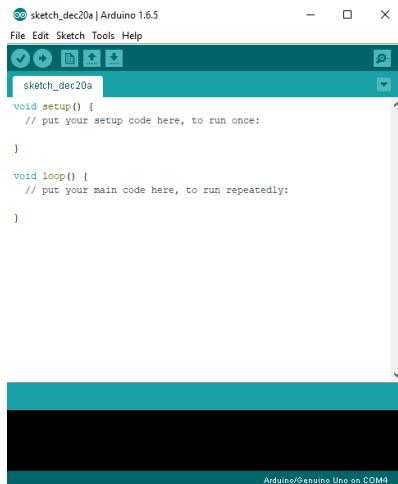 sketch_dec20a | Arduino 1.6.5
File Edit Sketch Tools Help
sketch_dec20a
void setup() {
  // put your setup code here, to run once:
}
void loop() {
  // put your main code here, to run repeatedly:
}
Arduino/Genuino Uno on COM4